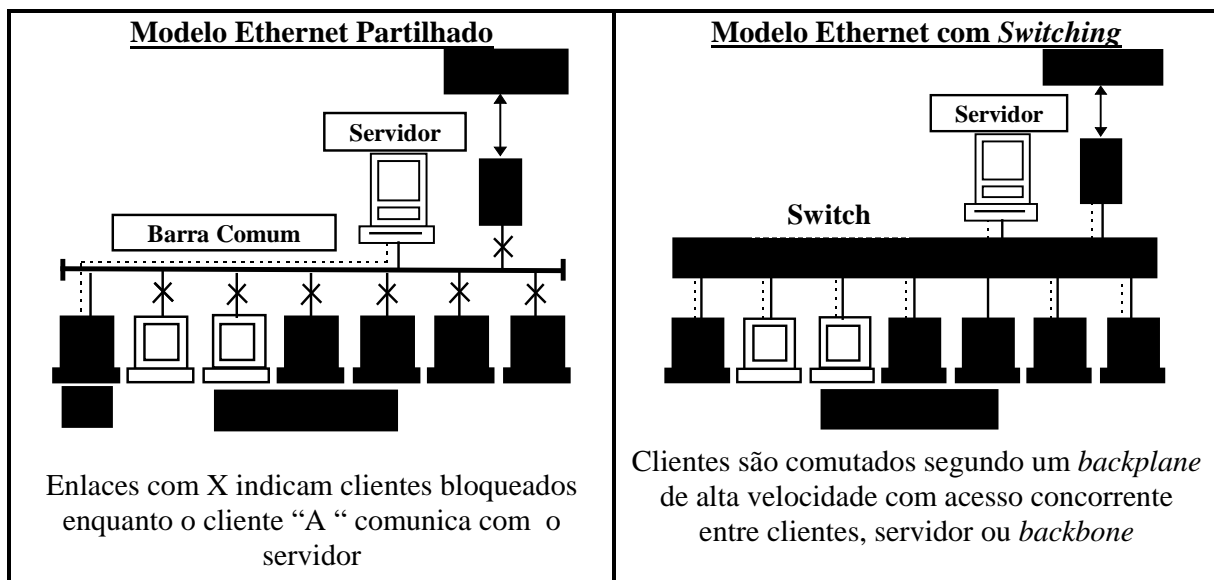 Modelo Ethernet Partilhado
Servidor
Barra Comum
Enlaces com X indicam clientes bloqueados
enquanto o cliente “A “ comunica com o
servidor
Modelo Ethernet com Switching
Servidor
Switch
Clientes são comutados segundo um backplane
de alta velocidade com acesso concorrente
entre clientes, servidor ou backbone